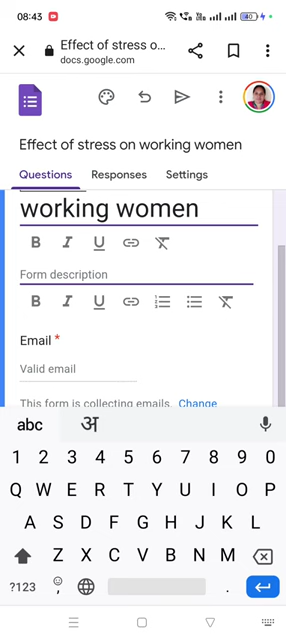 08:43
Effect of stress o...
docs.google.com
Effect of stress on working women
Questions Responses Settings
working women
B I U
Form description
B I U
Email *
Valid email
This form is collecting emails. Change
abc अ
1 2 3 4 5 6 7 8 9 0
Q W E R T Y U I O P
A S D F G H J K L
Z X C V B N M
?123 , .